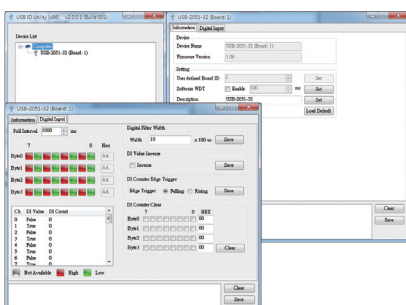 USB IO Utility [x86] v2.0.0.1 (Build:001)
Device List
Computer
USB-2051-32 (Board: 1)
USB-2051-32 (Board: 1)
Information Digital Input
Device
Device Name USB-2051-32 (Board: 1)
Firmware Version
Setting
User-defined Board ID
Set
Software WDT Enable 100 ms Set
Description USB-2051-32 Set
Load Default
Clear
Save
USB-2051-32 (Board: 1)
Information Digital Input
Poll Interval 1000 ms
7 0 Hex
Byte0 AA
Byte1 AA
Byte2 AA
Byte3 AA
Ch DI Value DI Count
0 False 0
1 True 0
2 False 0
3 True 0
4 False 0
5 True 0
6 False 0
7 True 0
Not Available High Low
Digital Filter Width
Width 10 x 100 us Save
DI Value Inverse
Inverse Save
DI Counter Edge Trigger
Edge Trigger Falling Rising Save
DI Counter Clear
7 0 HEX
Byte0 00
Byte1 00
Byte2 00
Byte3 00 Clear
Clear
Save